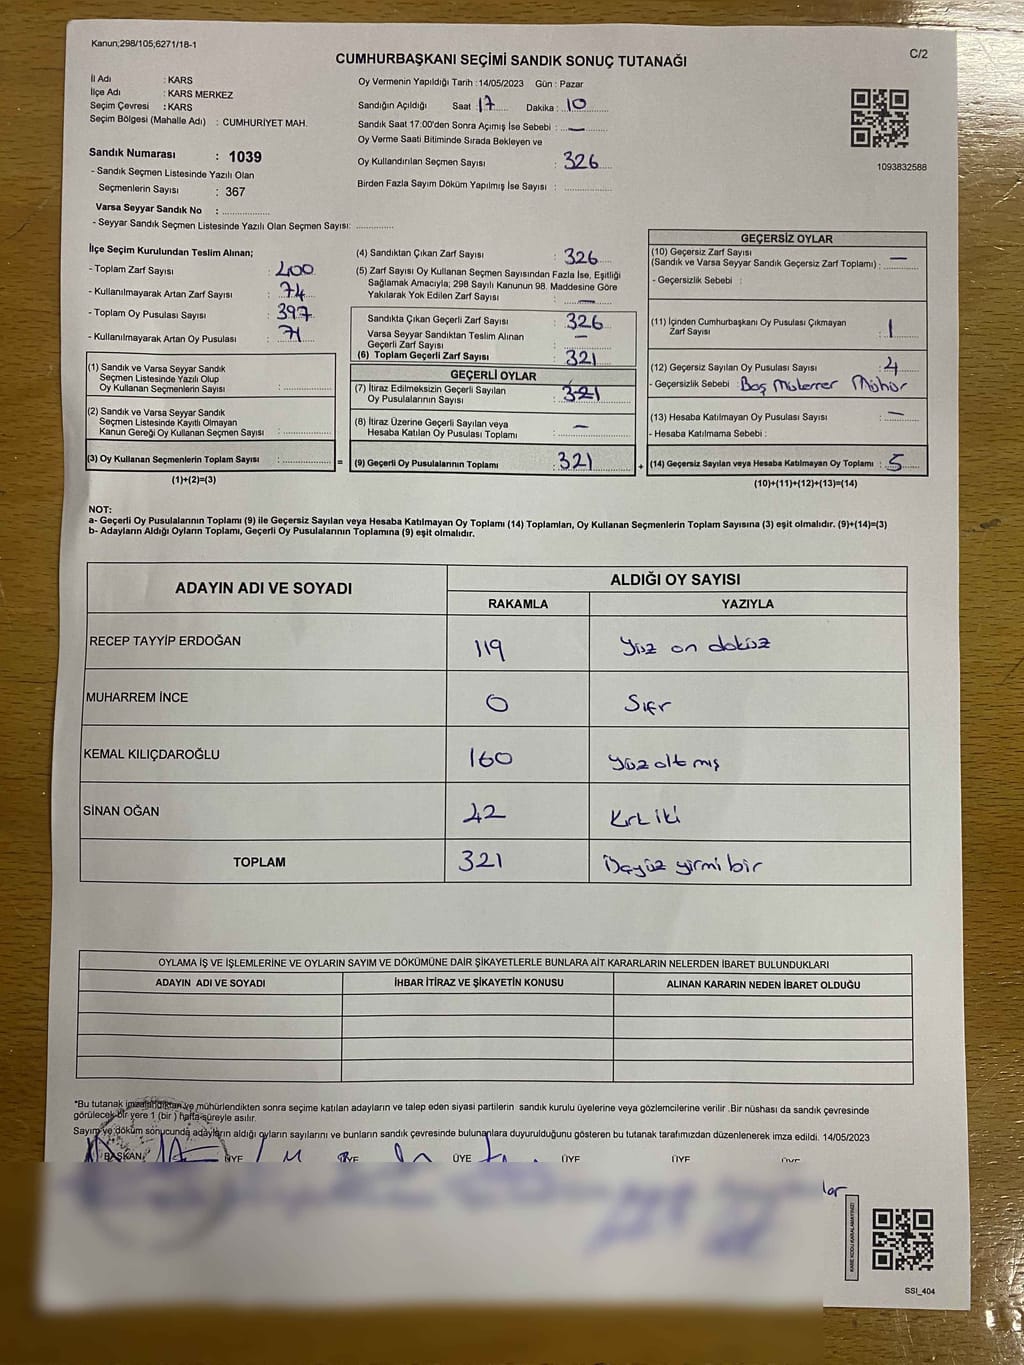 Kanun;298/105;6271/18-1
C/2
CUMHURBAŞKANI SEÇİMİ SANDIK SONUÇ TUTANAĞI
İl Adı : KARS
İlçe Adı : KARS MERKEZ
Seçim Çevresi : KARS
Seçim Bölgesi (Mahalle Adı) : CUMHURİYET MAH.
Sandık Numarası : 1039
- Sandık Seçmen Listesinde Yazılı Olan
Seçmenlerin Sayısı : 367
Varsa Seyyar Sandık No : ..................
- Seyyar Sandık Seçmen Listesinde Yazılı Olan Seçmen Sayısı: .............
Oy Vermenin Yapıldığı Tarih : 14/05/2023 Gün : Pazar
Sandığın Açıldığı Saat 17 Dakika : 10
Sandık Saat 17:00'den Sonra Açımış İse Sebebi : —
Oy Verme Saati Bitiminde Sırada Bekleyen ve
Oy Kullandırılan Seçmen Sayısı : 326
Birden Fazla Sayım Döküm Yapılmış İse Sayısı : ................
1093832588
İlçe Seçim Kurulundan Teslim Alınan;
- Toplam Zarf Sayısı : 400
- Kullanılmayarak Artan Zarf Sayısı : 74
- Toplam Oy Pusulası Sayısı : 397
- Kullanılmayarak Artan Oy Pusulası : 71
(1) Sandık ve Varsa Seyyar Sandık
Seçmen Listesinde Yazılı Olup
Oy Kullanan Seçmenlerin Sayısı : ................
(2) Sandık ve Varsa Seyyar Sandık
Seçmen Listesinde Kayıtlı Olmayan
Kanun Gereği Oy Kullanan Seçmen Sayısı : ................
(3) Oy Kullanan Seçmenlerin Toplam Sayısı : ................
(1)+(2)=(3)
(4) Sandıktan Çıkan Zarf Sayısı : 326
(5) Zarf Sayısı Oy Kullanan Seçmen Sayısından Fazla İse, Eşitliği
Sağlamak Amacıyla; 298 Sayılı Kanunun 98. Maddesine Göre
Yakılarak Yok Edilen Zarf Sayısı : —
Sandıkta Çıkan Geçerli Zarf Sayısı : 326
Varsa Seyyar Sandıktan Teslim Alınan
Geçerli Zarf Sayısı : —
(6) Toplam Geçerli Zarf Sayısı : 321
GEÇERLİ OYLAR
(7) İtiraz Edilmeksizin Geçerli Sayılan
Oy Pusulalarının Sayısı : 321
(8) İtiraz Üzerine Geçerli Sayılan veya
Hesaba Katılan Oy Pusulası Toplamı : —
= (9) Geçerli Oy Pusulalarının Toplamı : 321
GEÇERSİZ OYLAR
(10) Geçersiz Zarf Sayısı
(Sandık ve Varsa Seyyar Sandık Geçersiz Zarf Toplamı) : —
- Geçersizlik Sebebi :
(11) İçinden Cumhurbaşkanı Oy Pusulası Çıkmayan
Zarf Sayısı : 1
(12) Geçersiz Sayılan Oy Pusulası Sayısı : 4
- Geçersizlik Sebebi : Boş Mükerrer Mühür
(13) Hesaba Katılmayan Oy Pusulası Sayısı : —
- Hesaba Katılmama Sebebi :
+ (14) Geçersiz Sayılan veya Hesaba Katılmayan Oy Toplamı : 5
(10)+(11)+(12)+(13)=(14)
NOT:
a- Geçerli Oy Pusulalarının Toplamı (9) ile Geçersiz Sayılan veya Hesaba Katılmayan Oy Toplamı (14) Toplamları, Oy Kullanan Seçmenlerin Toplam Sayısına (3) eşit olmalıdır. (9)+(14)=(3)
b- Adayların Aldığı Oyların Toplamı, Geçerli Oy Pusulalarının Toplamına (9) eşit olmalıdır.
ADAYIN ADI VE SOYADI
ALDIĞI OY SAYISI
RAKAMLA YAZIYLA
RECEP TAYYİP ERDOĞAN 119 Yüz on dokuz
MUHARREM İNCE 0 Sıfır
KEMAL KILIÇDAROĞLU 160 Yüz altmış
SİNAN OĞAN 42 Kırk iki
TOPLAM 321 Üçyüz yirmi bir
OYLAMA İŞ VE İŞLEMLERİNE VE OYLARIN SAYIM VE DÖKÜMÜNE DAİR ŞİKAYETLERLE BUNLARA AİT KARARLARIN NELERDEN İBARET BULUNDUKLARI
ADAYIN ADI VE SOYADI İHBAR İTİRAZ VE ŞİKAYETİN KONUSU ALINAN KARARIN NEDEN İBARET OLDUĞU
*Bu tutanak imzalandıktan ve mühürlendikten sonra seçime katılan adayların ve talep eden siyasi partilerin sandık kurulu üyelerine veya gözlemcilerine verilir .Bir nüshası da sandık çevresinde
görülecek bir yere 1 (bir ) hafta süreyle asılır.
Sayım ve döküm sonucunda adayların aldığı oyların sayılarını ve bunların sandık çevresinde bulunanlara duyurulduğunu gösteren bu tutanak tarafımızdan düzenlenerek imza edildi. 14/05/2023
BAŞKAN ÜYE ÜYE ÜYE ÜYE ÜYE ÜYE
KARE KODU KARALAMAYINIZ!
SSI_404